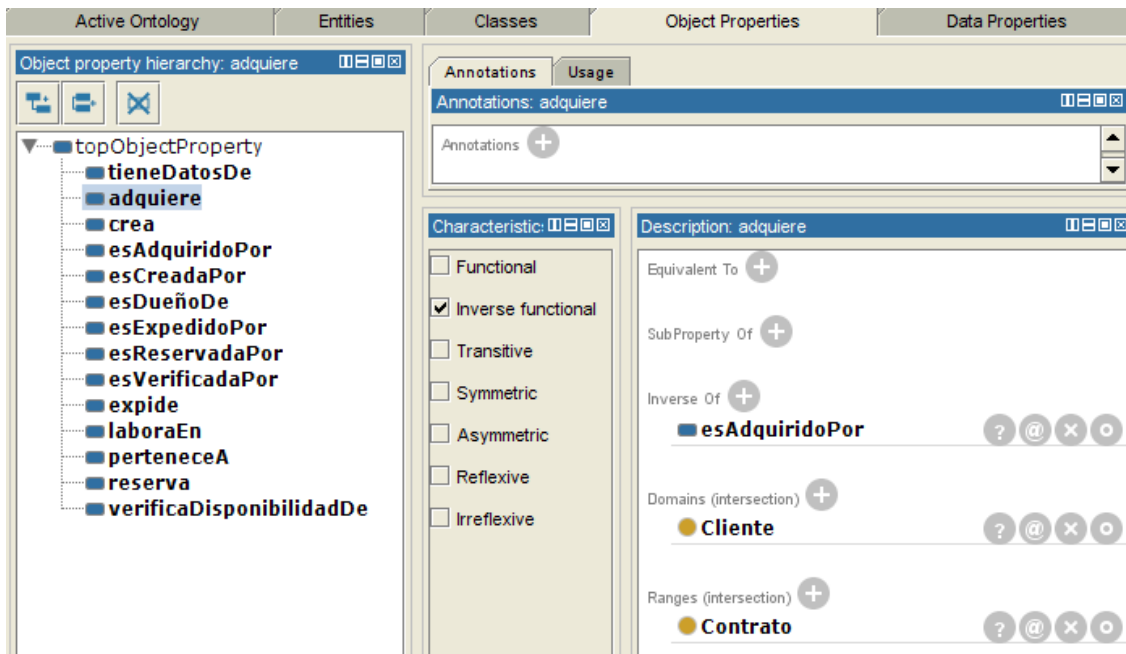 Active Ontology Entities Classes Object Properties Data Properties
Object property hierarchy: adquiere
topObjectProperty
tieneDatosDe
adquiere
crea
esAdquiridoPor
esCreadaPor
esDueñoDe
esExpedidoPor
esReservadaPor
esVerificadaPor
expide
laboraEn
perteneceA
reserva
verificaDisponibilidadDe
Annotations Usage
Annotations: adquiere
Annotations
Characteristic:
Functional
Inverse functional
Transitive
Symmetric
Asymmetric
Reflexive
Irreflexive
Description: adquiere
Equivalent To
SubProperty Of
Inverse Of
esAdquiridoPor
? @
Domains (intersection)
Cliente
? @
Ranges (intersection)
Contrato
? @